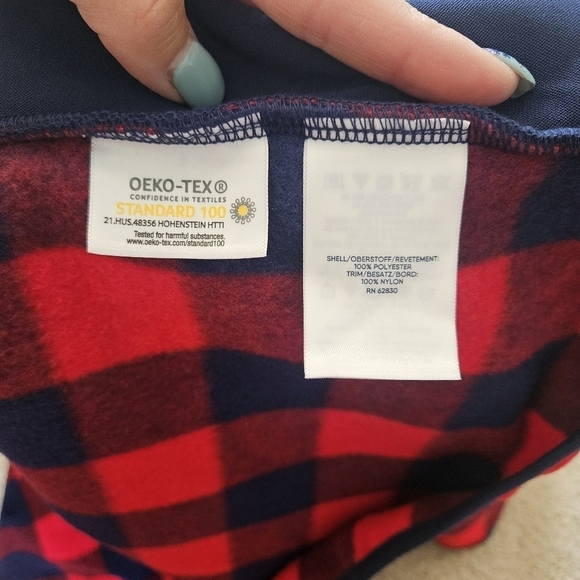 OEKO-TEX®
CONFIDENCE IN TEXTILES
STANDARD 100
21.HUS.48356 HOHENSTEIN HTTI
Tested for harmful substances.
www.oeko-tex.com/standard100
SHELL/OBERSTOFF/REVETEMENT:
100% POLYESTER
TRIM/BESATZ/BORD:
100% NYLON
RN 62830